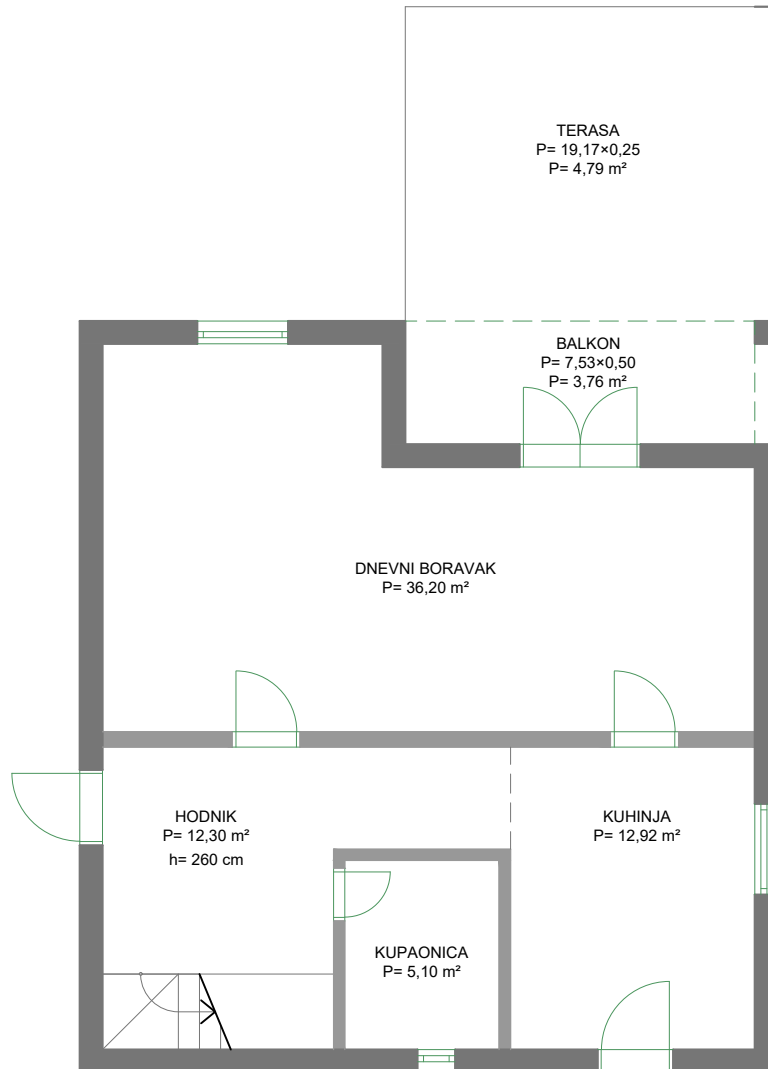 TERASA
P= 19,17×0,25
P= 4,79 m²
BALKON
P= 7,53×0,50
P= 3,76 m²
DNEVNI BORAVAK
P= 36,20 m²
HODNIK
P= 12,30 m²
h= 260 cm
KUHINJA
P= 12,92 m²
KUPAONICA
P= 5,10 m²